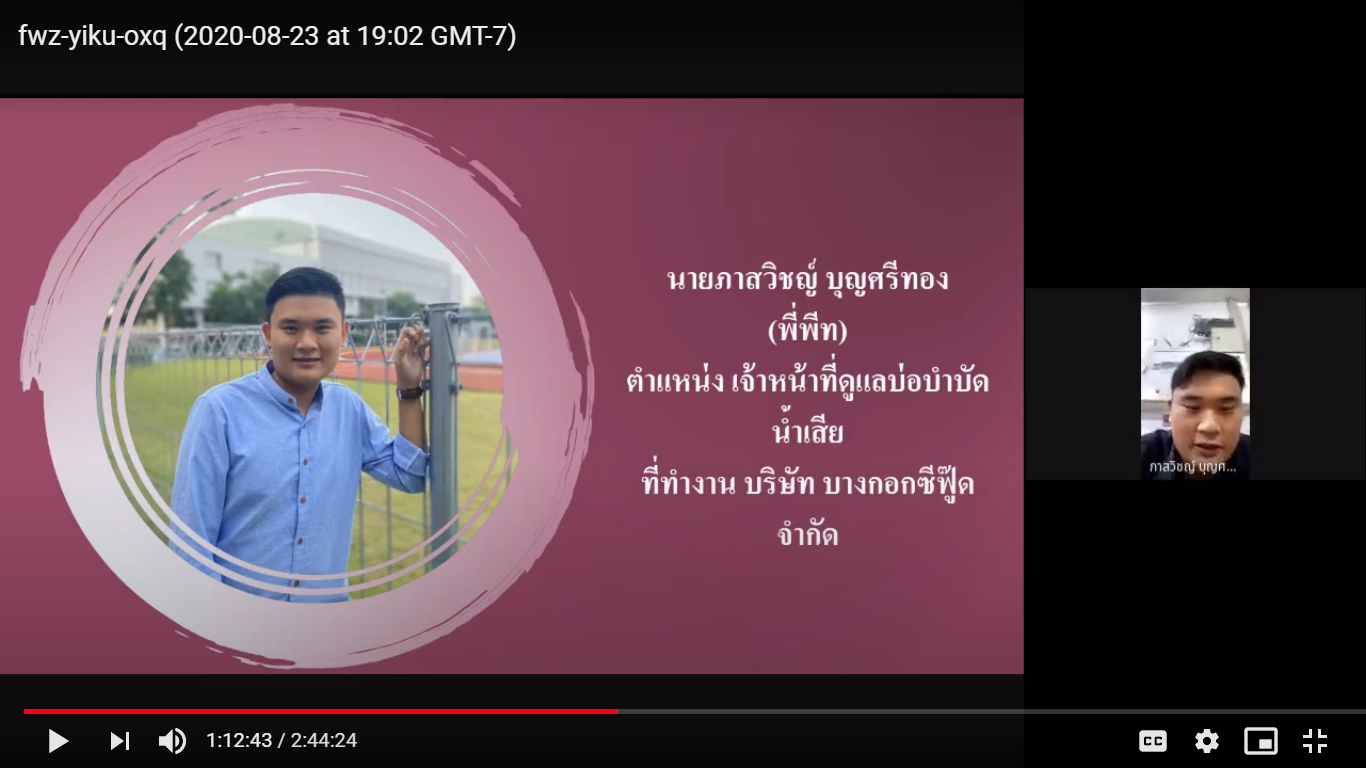 fwz-yiku-oxq (2020-08-23 at 19:02 GMT-7)
นายภาสวิชญ์ บุญศรีทอง
(พี่พีท)
ตำแหน่ง เจ้าหน้าที่ดูแลบ่อบำบัด
น้ำเสีย
ที่ทำงาน บริษัท บางกอกซีฟู๊ด
จำกัด
ภาสวิชญ์ บุญศ...
1:12:43 / 2:44:24
CC